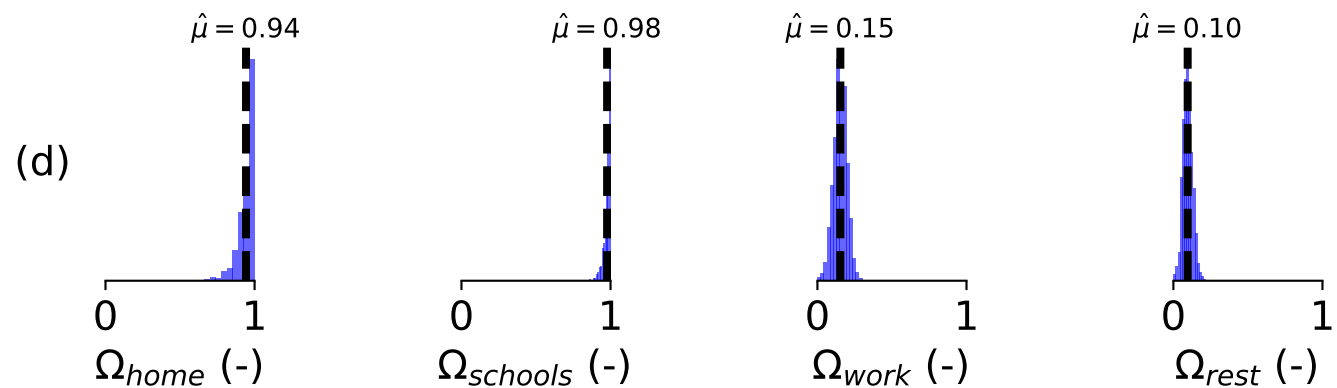 μ̂ = 0.94 μ̂ = 0.98 μ̂ = 0.15 μ̂ = 0.10
(d)
0 1 0 1 0 1 0 1
Ω_home (-) Ω_schools (-) Ω_work (-) Ω_rest (-)